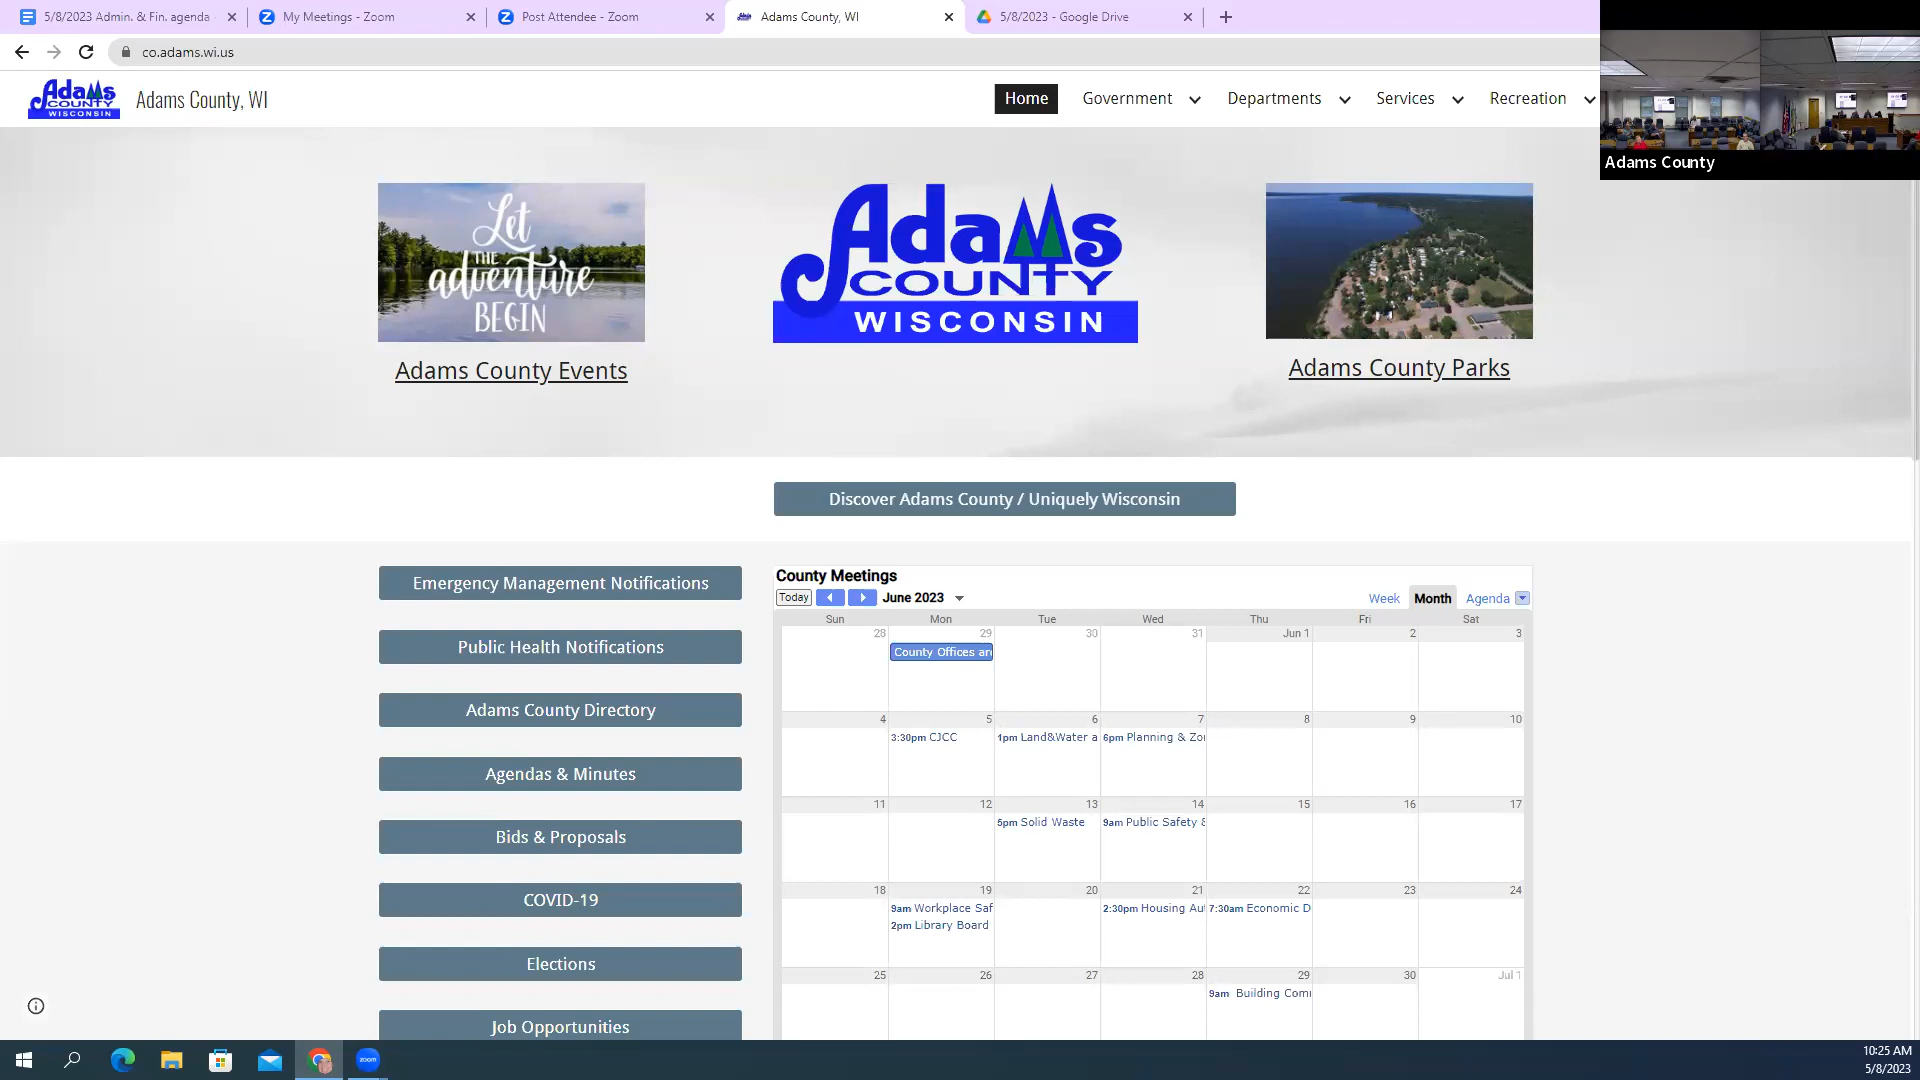 5/8/2023 Admin. & Fin. agenda
My Meetings - Zoom
Post Attendee - Zoom
Adams County, WI
5/8/2023 - Google Drive
co.adams.wi.us
Adams
COUNTY
WISCONSIN
Adams County, WI
Home
Government
Departments
Services
Recreation
Adams County
Let
THE
adventure
BEGIN
Adams
COUNTY
WISCONSIN
Adams County Events
Adams County Parks
Discover Adams County / Uniquely Wisconsin
Emergency Management Notifications
Public Health Notifications
Adams County Directory
Agendas & Minutes
Bids & Proposals
COVID-19
Elections
Job Opportunities
County Meetings
Today
June 2023
Week
Month
Agenda
Sun Mon Tue Wed Thu Fri Sat
28 29 30 31 Jun 1 2 3
County Offices are
4 5 6 7 8 9 10
3:30pm CJCC
1pm Land&Water a
6pm Planning & Zo
11 12 13 14 15 16 17
5pm Solid Waste
9am Public Safety &
18 19 20 21 22 23 24
9am Workplace Saf
2:30pm Housing Aut
7:30am Economic D
2pm Library Board
25 26 27 28 29 30 Jul 1
9am Building Com
zoom
10:25 AM
5/8/2023